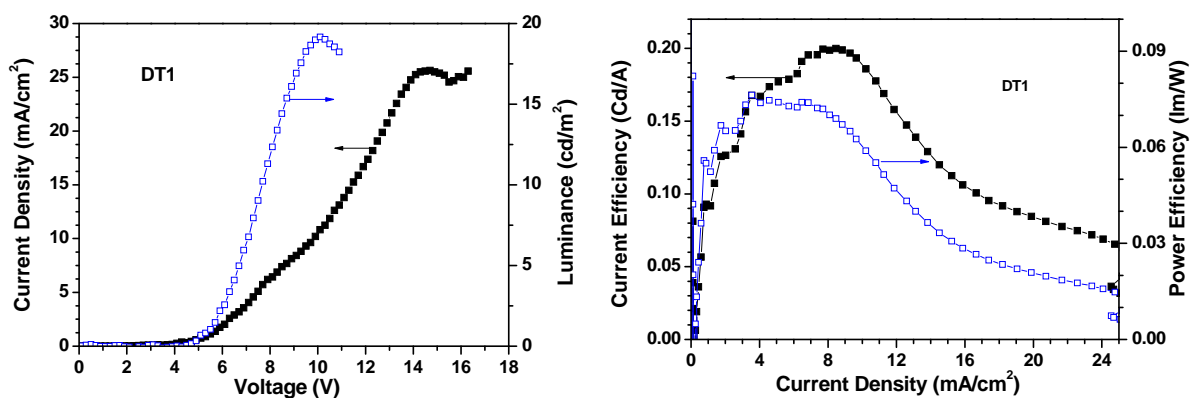 30
25
20
15
10
5
0
Current Density (mA/cm²)
DT1
20
15
10
5
0
Luminance (cd/m²)
0 2 4 6 8 10 12 14 16 18
Voltage (V)
0.20
0.15
0.10
0.05
0.00
Current Efficiency (Cd/A)
DT1
0.09
0.06
0.03
0.00
Power Efficiency (lm/W)
0 4 8 12 16 20 24
Current Density (mA/cm²)